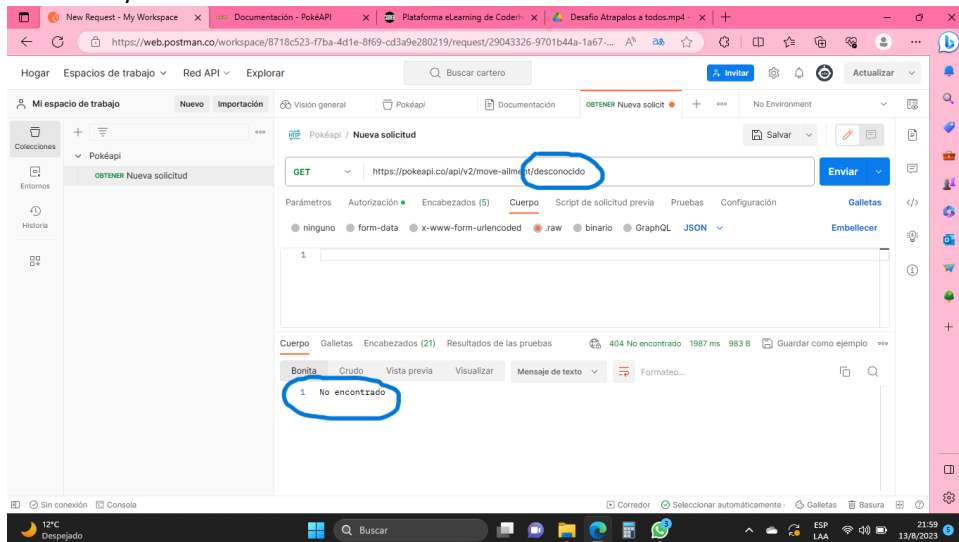 New Request - My Workspace
Documentación - PokéAPI
Plataforma eLearning de Coderh
Desafio Atrapalos a todos.mp4 -
https://web.postman.co/workspace/8718c523-f7ba-4d1e-8f69-cd3a9e280219/request/29043326-9701b44a-1a67-...
Hogar Espacios de trabajo Red API Explorar Buscar cartero Invitar Actualizar
Mi espacio de trabajo Nuevo Importación Visión general Pokéapi Documentación OBTENER Nueva solicit No Environment
Colecciones
Entornos
Historia
Pokéapi
OBTENER Nueva solicitud
HTTP Pokéapi / Nueva solicitud Salvar
GET https://pokeapi.co/api/v2/move-ailment/desconocido Enviar
Parámetros Autorización Encabezados (5) Cuerpo Script de solicitud previa Pruebas Configuración Galletas
ninguno form-data x-www-form-urlencoded .raw binario GraphQL JSON Embellecer
1
Cuerpo Galletas Encabezados (21) Resultados de las pruebas 404 No encontrado 1987 ms 983 B Guardar como ejemplo
Bonita Crudo Vista previa Visualizar Mensaje de texto Formateo...
1 No encontrado
Sin conexión Consola Corredor Seleccionar automáticamente Galletas Basura
12°C
Despejado
Buscar
3
ESP
LAA
21:59
13/8/2023
5